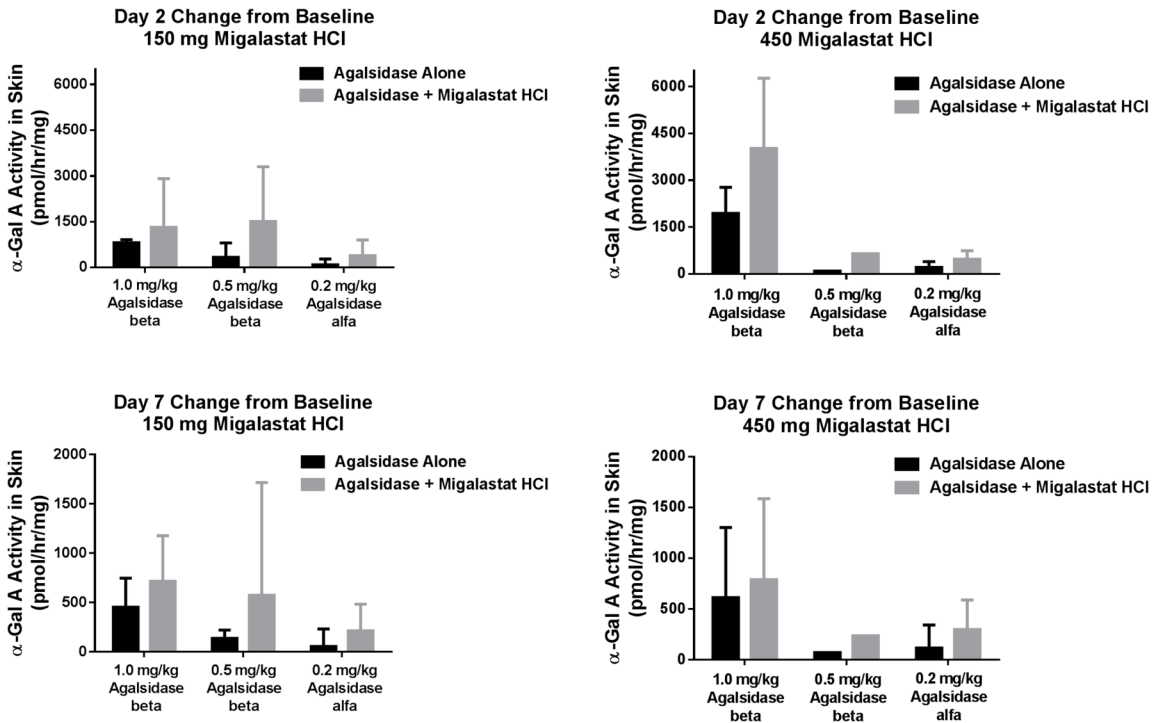 Day 2 Change from Baseline
150 mg Migalastat HCl
α-Gal A Activity in Skin
(pmol/hr/mg)
6000
4500
3000
1500
0
Agalsidase Alone
Agalsidase + Migalastat HCl
1.0 mg/kg
Agalsidase
beta
0.5 mg/kg
Agalsidase
beta
0.2 mg/kg
Agalsidase
alfa
Day 2 Change from Baseline
450 Migalastat HCl
α-Gal A Activity in Skin
(pmol/hr/mg)
6000
4500
3000
1500
0
Agalsidase Alone
Agalsidase + Migalastat HCl
1.0 mg/kg
Agalsidase
beta
0.5 mg/kg
Agalsidase
beta
0.2 mg/kg
Agalsidase
alfa
Day 7 Change from Baseline
150 mg Migalastat HCl
α-Gal A Activity in Skin
(pmol/hr/mg)
2000
1500
1000
500
0
Agalsidase Alone
Agalsidase + Migalastat HCl
1.0 mg/kg
Agalsidase
beta
0.5 mg/kg
Agalsidase
beta
0.2 mg/kg
Agalsidase
alfa
Day 7 Change from Baseline
450 mg Migalastat HCl
α-Gal A Activity in Skin
(pmol/hr/mg)
2000
1500
1000
500
0
Agalsidase Alone
Agalsidase + Migalastat HCl
1.0 mg/kg
Agalsidase
beta
0.5 mg/kg
Agalsidase
beta
0.2 mg/kg
Agalsidase
alfa